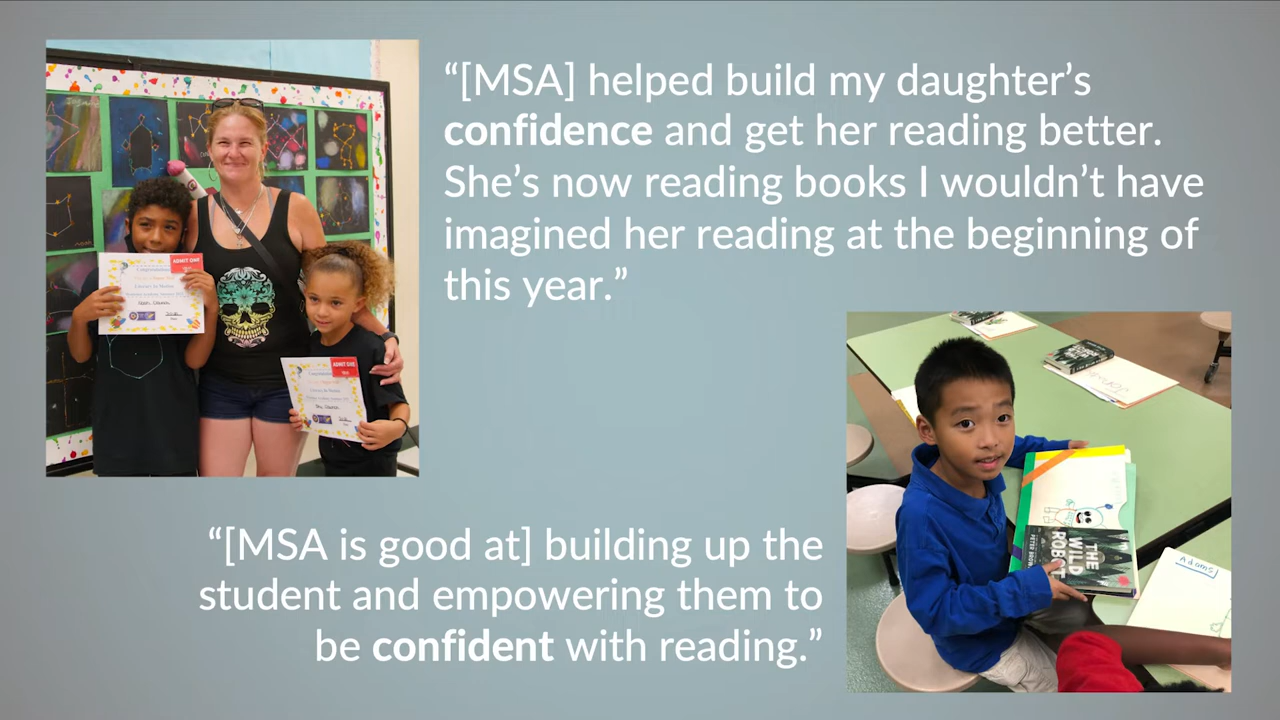 “[MSA] helped build my daughter’s
confidence and get her reading better.
She’s now reading books I wouldn’t have
imagined her reading at the beginning of
this year.”
ADMIT ONE
ADMIT ONE
THE
WILD
ROBOT
PETER BROWN
Adams
“[MSA is good at] building up the
student and empowering them to
be confident with reading.”